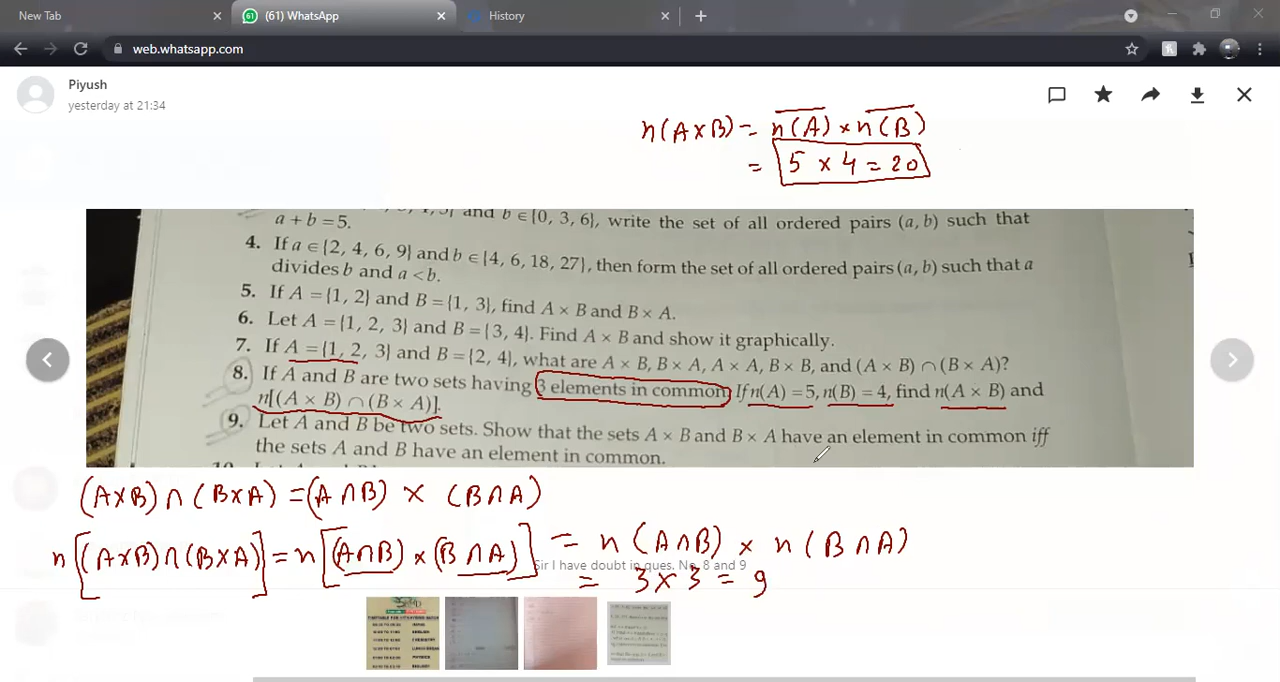 New Tab
(61) WhatsApp
History
web.whatsapp.com
Piyush
yesterday at 21:34
n(A×B) = n(A) × n(B)
= 5 × 4 = 20
and b ∈ {0, 3, 6}, write the set of all ordered pairs (a, b) such that
a + b = 5.
4. If a ∈ {2, 4, 6, 9} and b ∈ {4, 6, 18, 27}, then form the set of all ordered pairs (a, b) such that a
divides b and a < b.
5. If A = {1, 2} and B = {1, 3}, find A × B and B × A.
6. Let A = {1, 2, 3} and B = {3, 4}. Find A × B and show it graphically.
7. If A = {1, 2, 3} and B = {2, 4}, what are A × B, B × A, A × A, B × B, and (A × B) ∩ (B × A)?
8. If A and B are two sets having 3 elements in common. If n(A) = 5, n(B) = 4, find n(A × B) and
n[(A × B) ∩ (B × A)].
9. Let A and B be two sets. Show that the sets A × B and B × A have an element in common iff
the sets A and B have an element in common.
(A×B) ∩ (B×A) = (A∩B) × (B∩A)
n[(A×B)∩(B×A)] = n[(A∩B) × (B∩A)] = n(A∩B) × n(B∩A)
Sir I have doubt in ques. No. 8 and 9
= 3 × 3 = 9